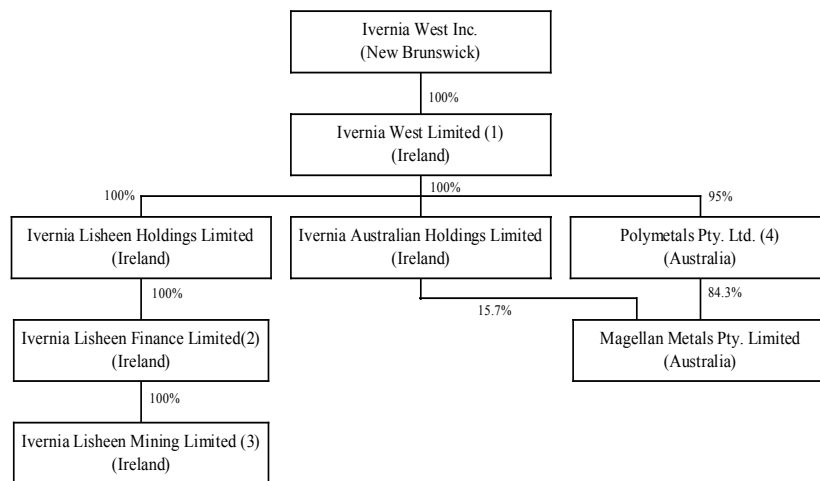 Ivernia West Inc.
(New Brunswick)
100%
Ivernia West Limited (1)
(Ireland)
100%
100%
95%
Ivernia Lisheen Holdings Limited
(Ireland)
Ivernia Australian Holdings Limited
(Ireland)
Polymetals Pty. Ltd. (4)
(Australia)
100%
15.7%
84.3%
Ivernia Lisheen Finance Limited(2)
(Ireland)
Magellan Metals Pty. Limited
(Australia)
100%
Ivernia Lisheen Mining Limited (3)
(Ireland)